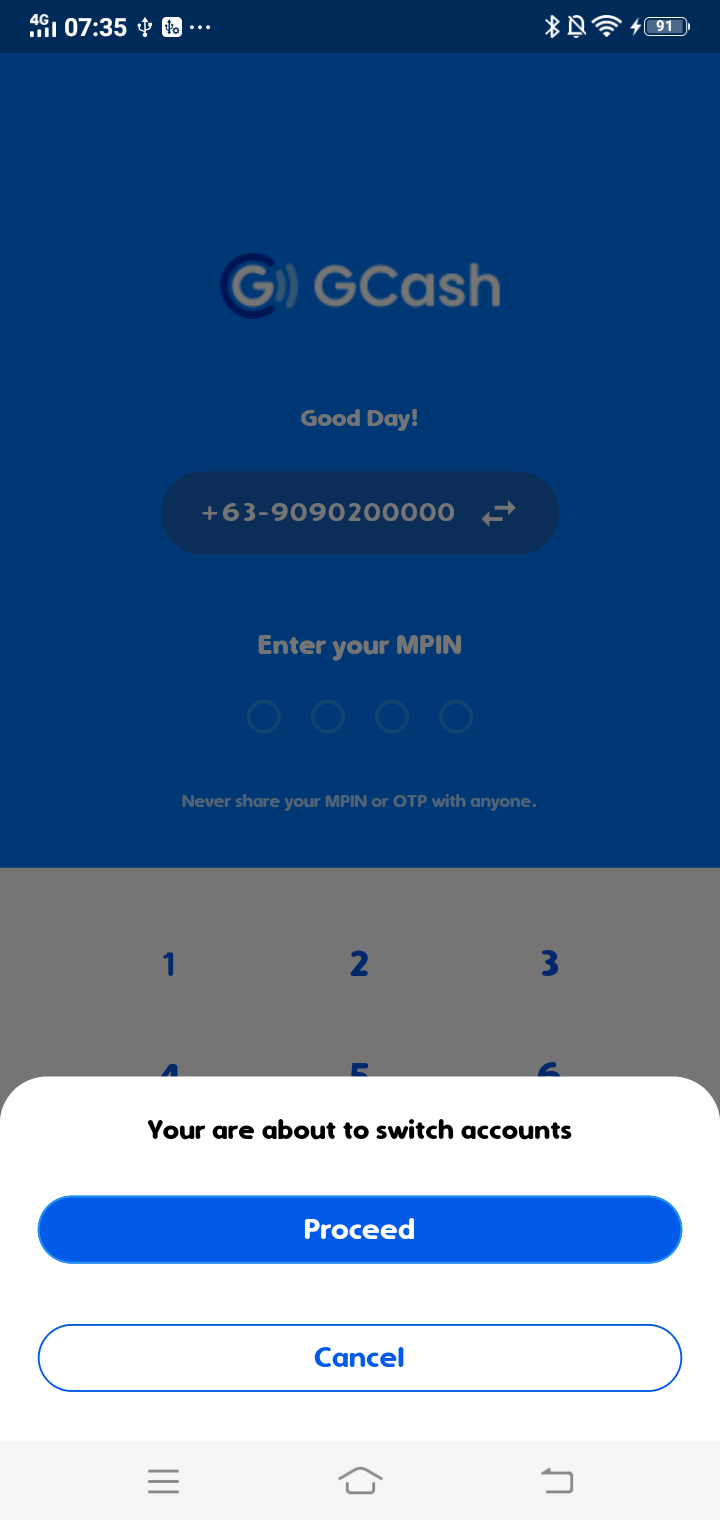 4G 07:35 91
G GCash
Good Day!
+63-9090200000
Enter your MPIN
Never share your MPIN or OTP with anyone.
1 2 3
4 5 6
Your are about to switch accounts
Proceed
Cancel